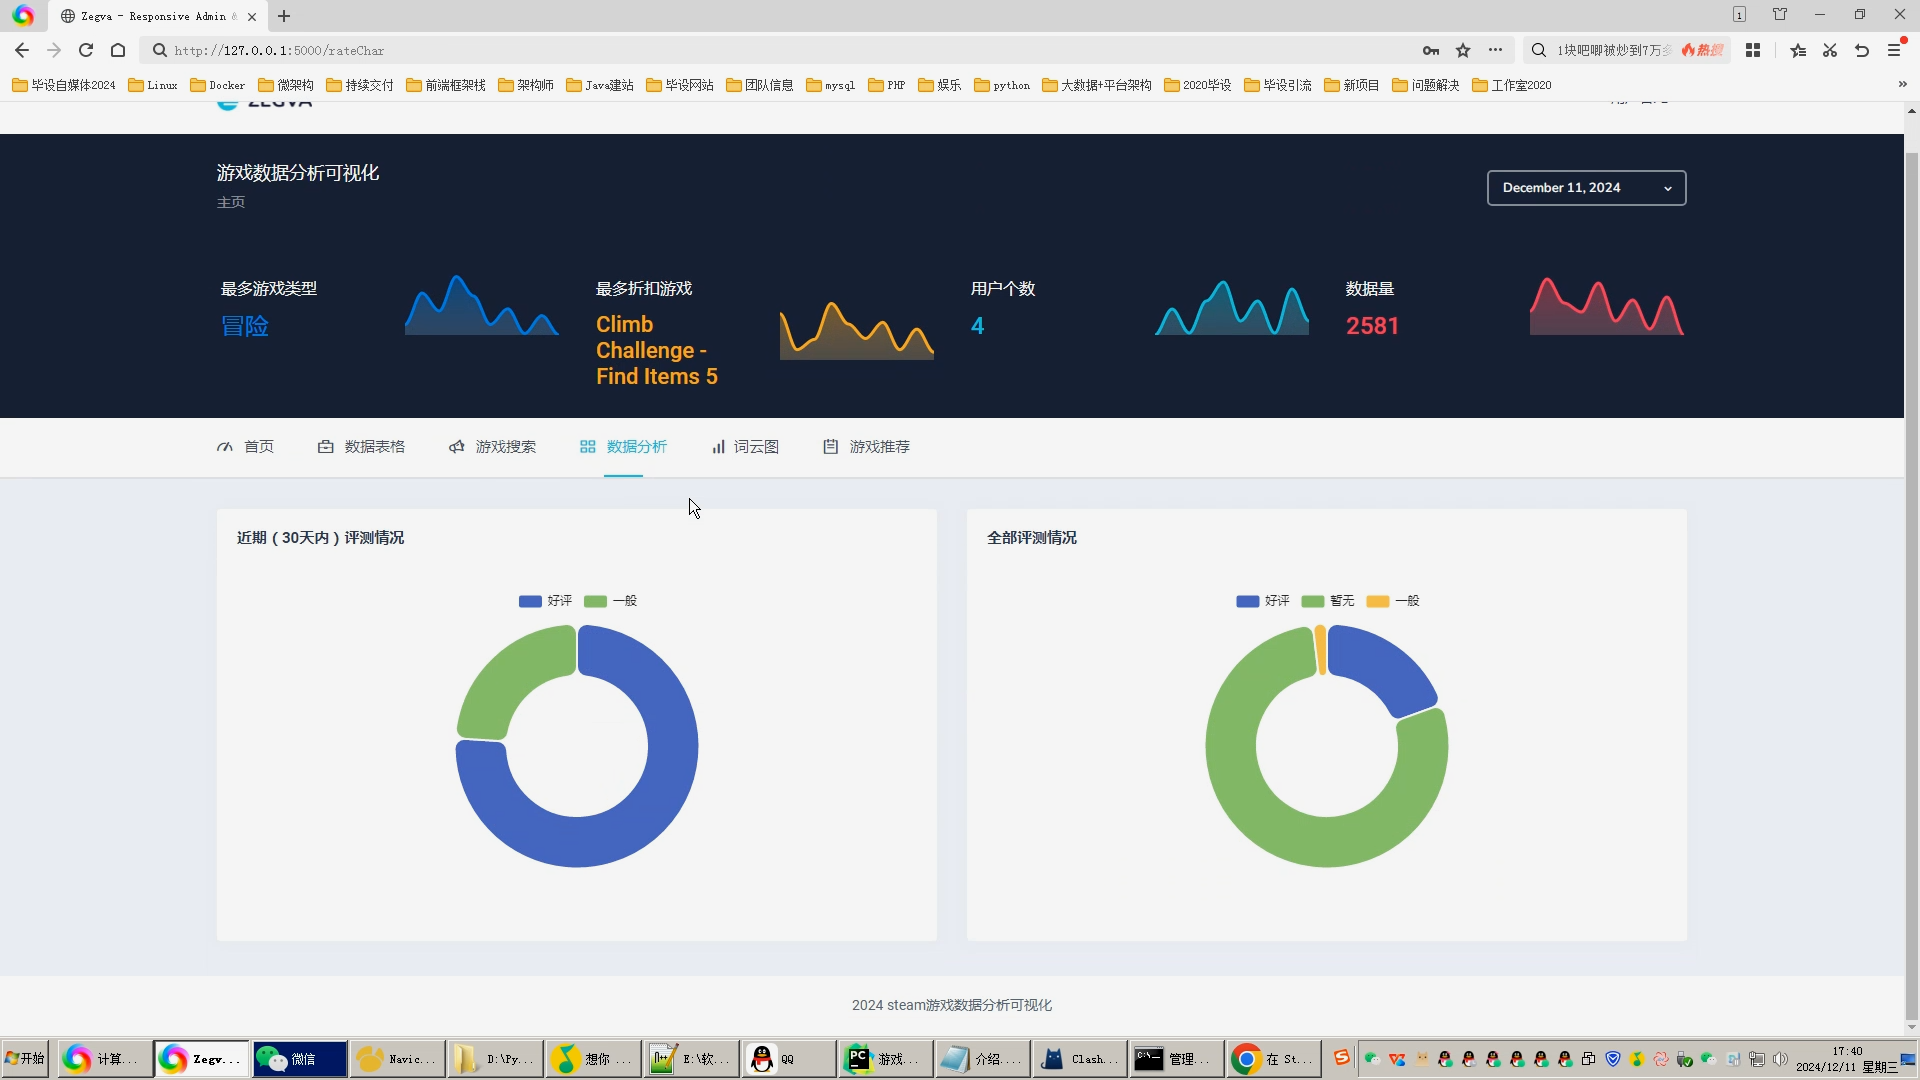 Zegva - Responsive Admin &
1
http://127.0.0.1:5000/rateChar
1块吧唧被炒到7万
热搜
毕设自媒体2024
Linux
Docker
微架构
持续交付
前端框架栈
架构师
Java建站
毕设网站
团队信息
mysql
PHP
娱乐
python
大数据+平台架构
2020毕设
毕设引流
新项目
问题解决
工作室2020
»
ZEGVA
游戏数据分析可视化
主页
December 11, 2024
最多游戏类型
冒险
最多折扣游戏
Climb
Challenge -
Find Items 5
用户个数
4
数据量
2581
首页
数据表格
游戏搜索
数据分析
词云图
游戏推荐
近期（30天内）评测情况
好评
一般
全部评测情况
好评
暂无
一般
2024 steam游戏数据分析可视化
开始
计算...
Zegv...
微信
Navic...
D:\Py...
想你 ...
E:\软...
QQ
游戏...
介绍...
Clash...
管理...
在 St...
17:40
2024/12/11 星期三